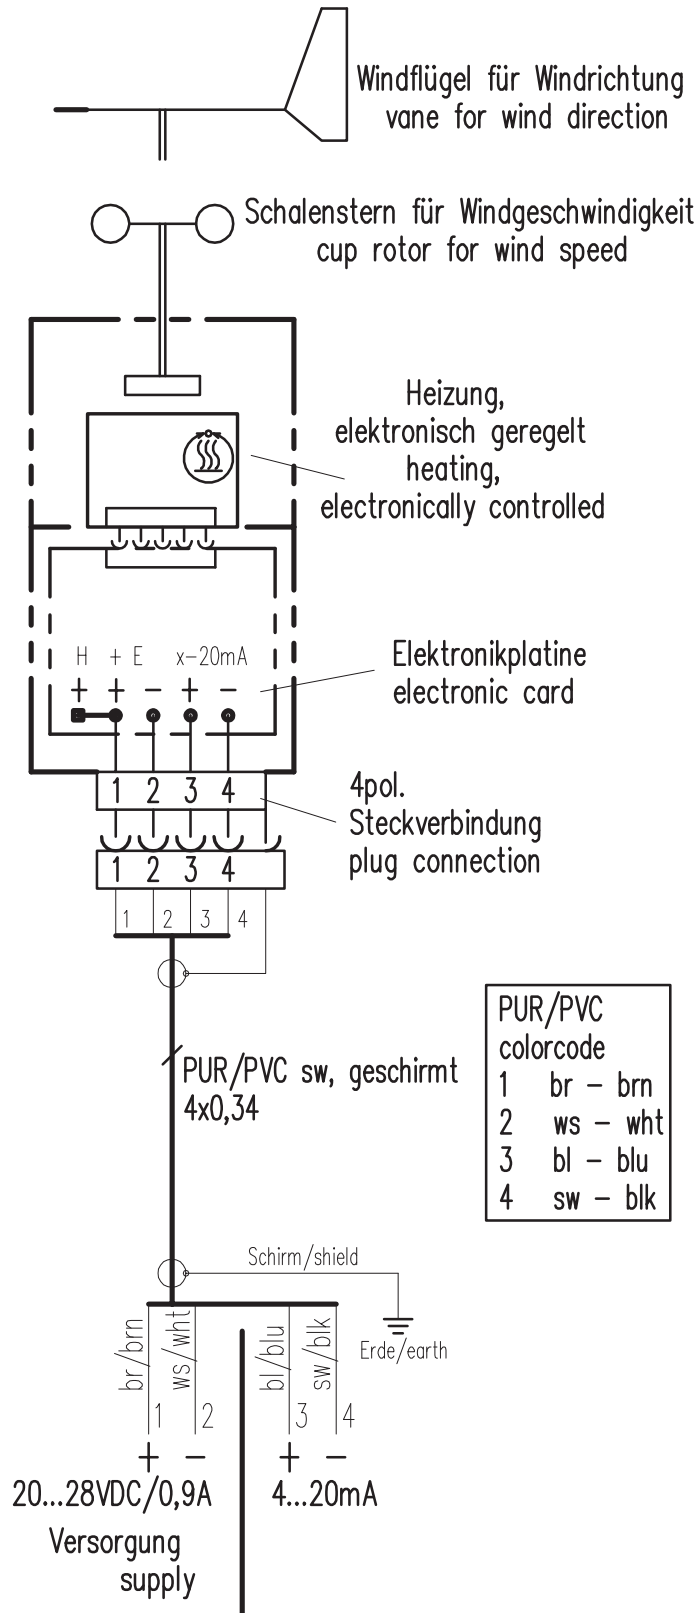 Windflügel für Windrichtung
vane for wind direction
Schalenstern für Windgeschwindigkeit
cup rotor for wind speed
Heizung,
elektronisch geregelt
heating,
electronically controlled
H + E x-20mA
+ + − + −
Elektronikplatine
electronic card
1 2 3 4
4pol.
Steckverbindung
plug connection
1 2 3 4
1 2 3 4
PUR/PVC
colorcode
1 br - brn
2 ws - wht
3 bl - blu
4 sw - blk
PUR/PVC sw, geschirmt
4x0,34
Schirm/shield
Erde/earth
br/brn
ws/wht
bl/blu
sw/blk
1 2 3 4
+ − + −
20...28VDC/0,9A
4...20mA
Versorgung
supply